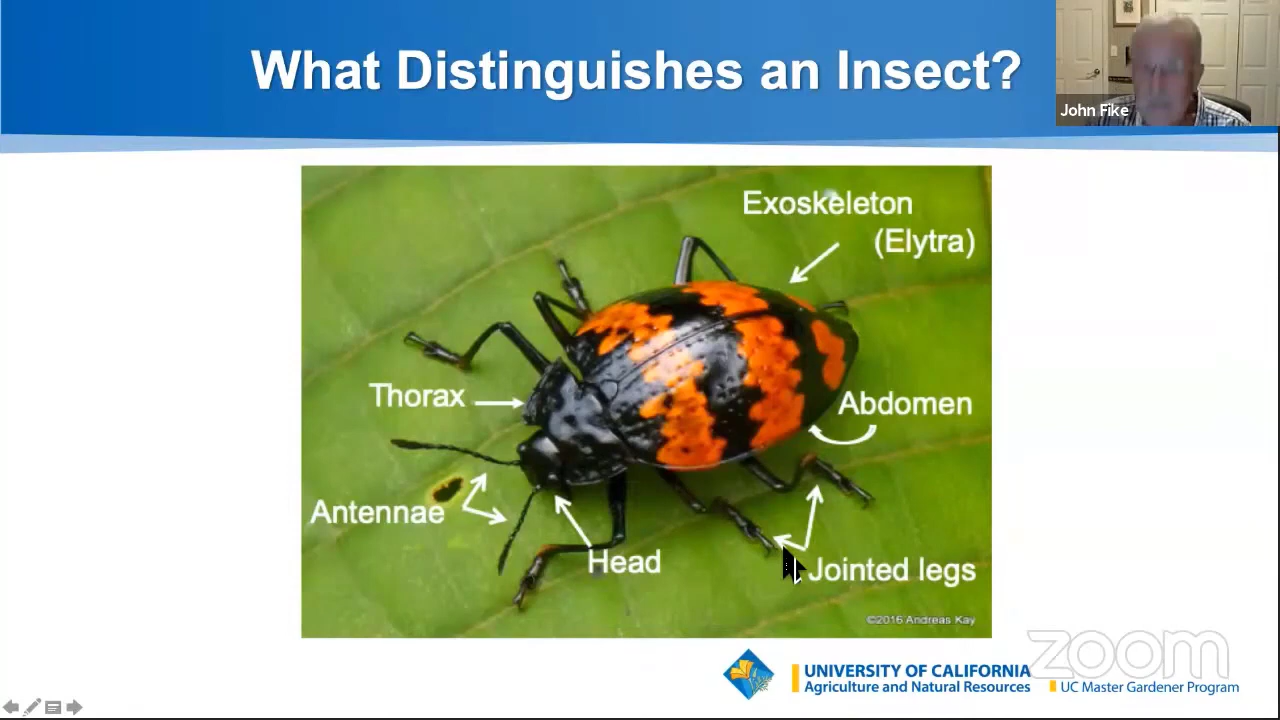 What Distinguishes an Insect?
John Fike
Exoskeleton
(Elytra)
Thorax
Abdomen
Antennae
Head
Jointed legs
©2016 Andreas Kay
zoom
UNIVERSITY OF CALIFORNIA
Agriculture and Natural Resources
UC Master Gardener Program